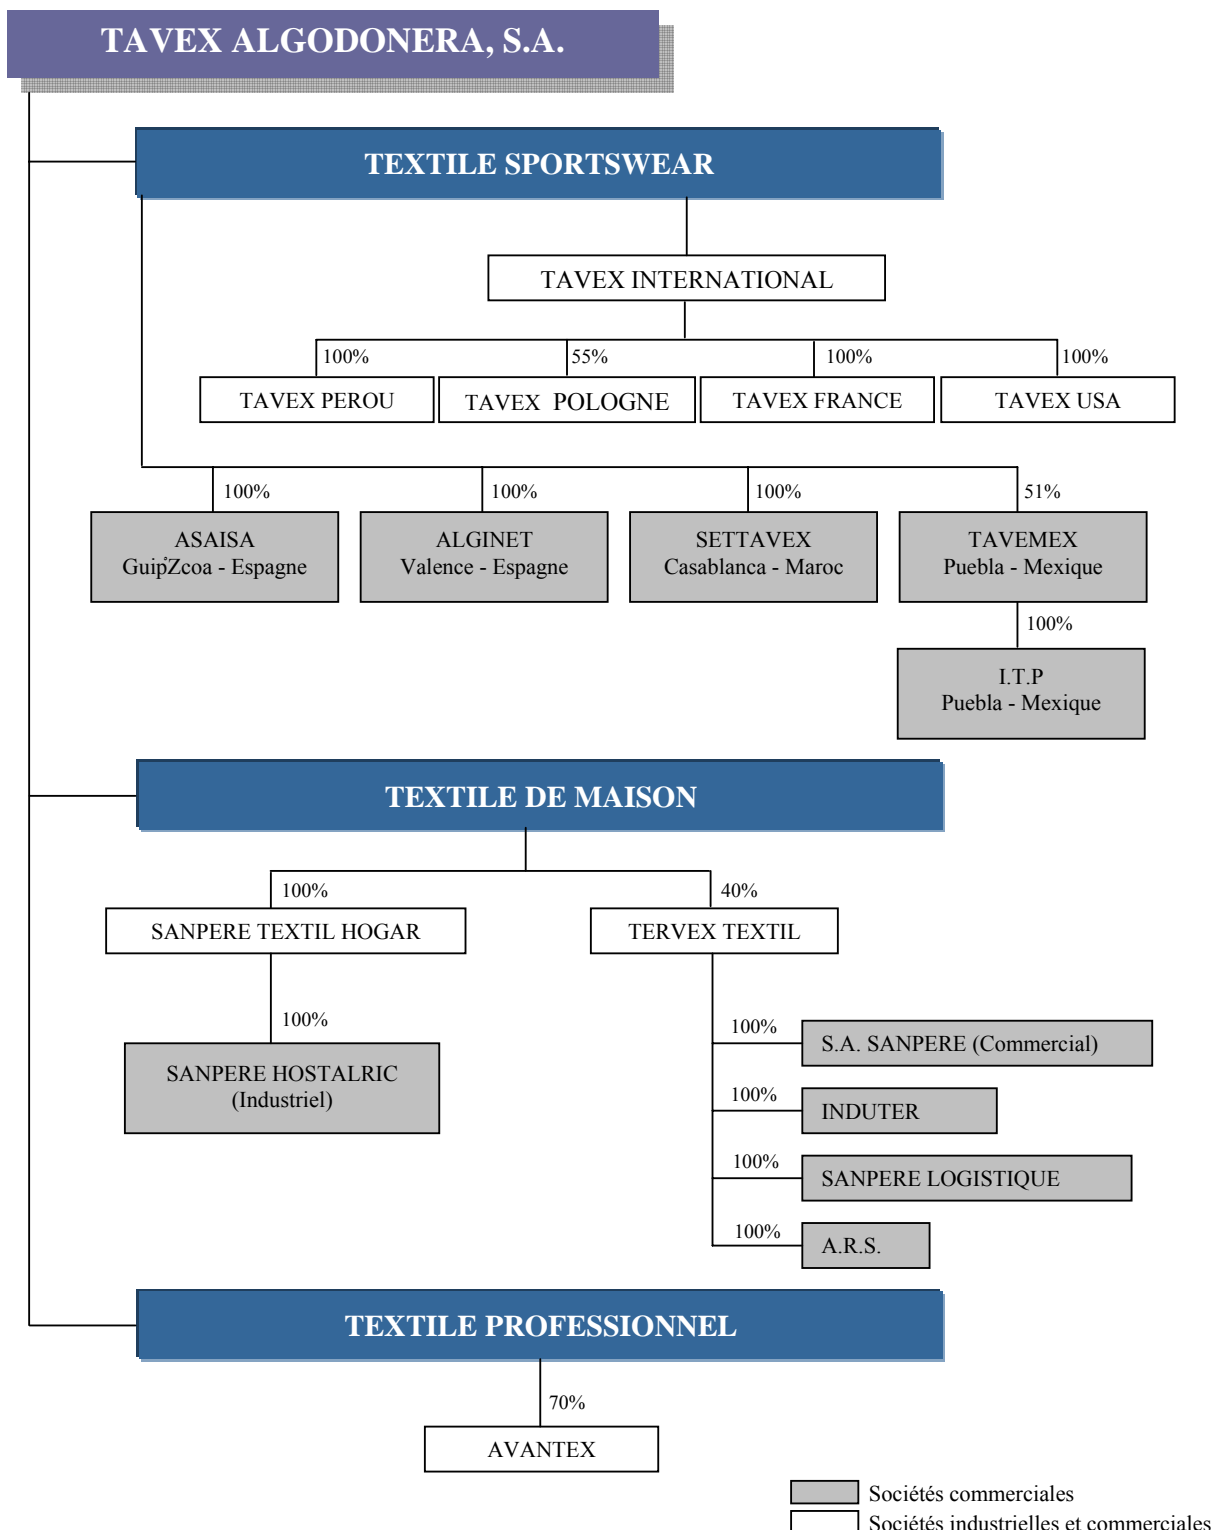 TAVEX ALGODONERA, S.A.
TEXTILE SPORTSWEAR
TAVEX INTERNATIONAL
100%
55%
100%
100%
TAVEX PEROU
TAVEX POLOGNE
TAVEX FRANCE
TAVEX USA
100%
100%
100%
51%
ASAISA
Guip°Zcoa - Espagne
ALGINET
Valence - Espagne
SETTAVEX
Casablanca - Maroc
TAVEMEX
Puebla - Mexique
100%
I.T.P
Puebla - Mexique
TEXTILE DE MAISON
100%
40%
SANPERE TEXTIL HOGAR
TERVEX TEXTIL
100%
SANPERE HOSTALRIC
(Industriel)
100%
S.A. SANPERE (Commercial)
100%
INDUTER
100%
SANPERE LOGISTIQUE
100%
A.R.S.
TEXTILE PROFESSIONNEL
70%
AVANTEX
Sociétés commerciales
Sociétés industrielles et commerciales